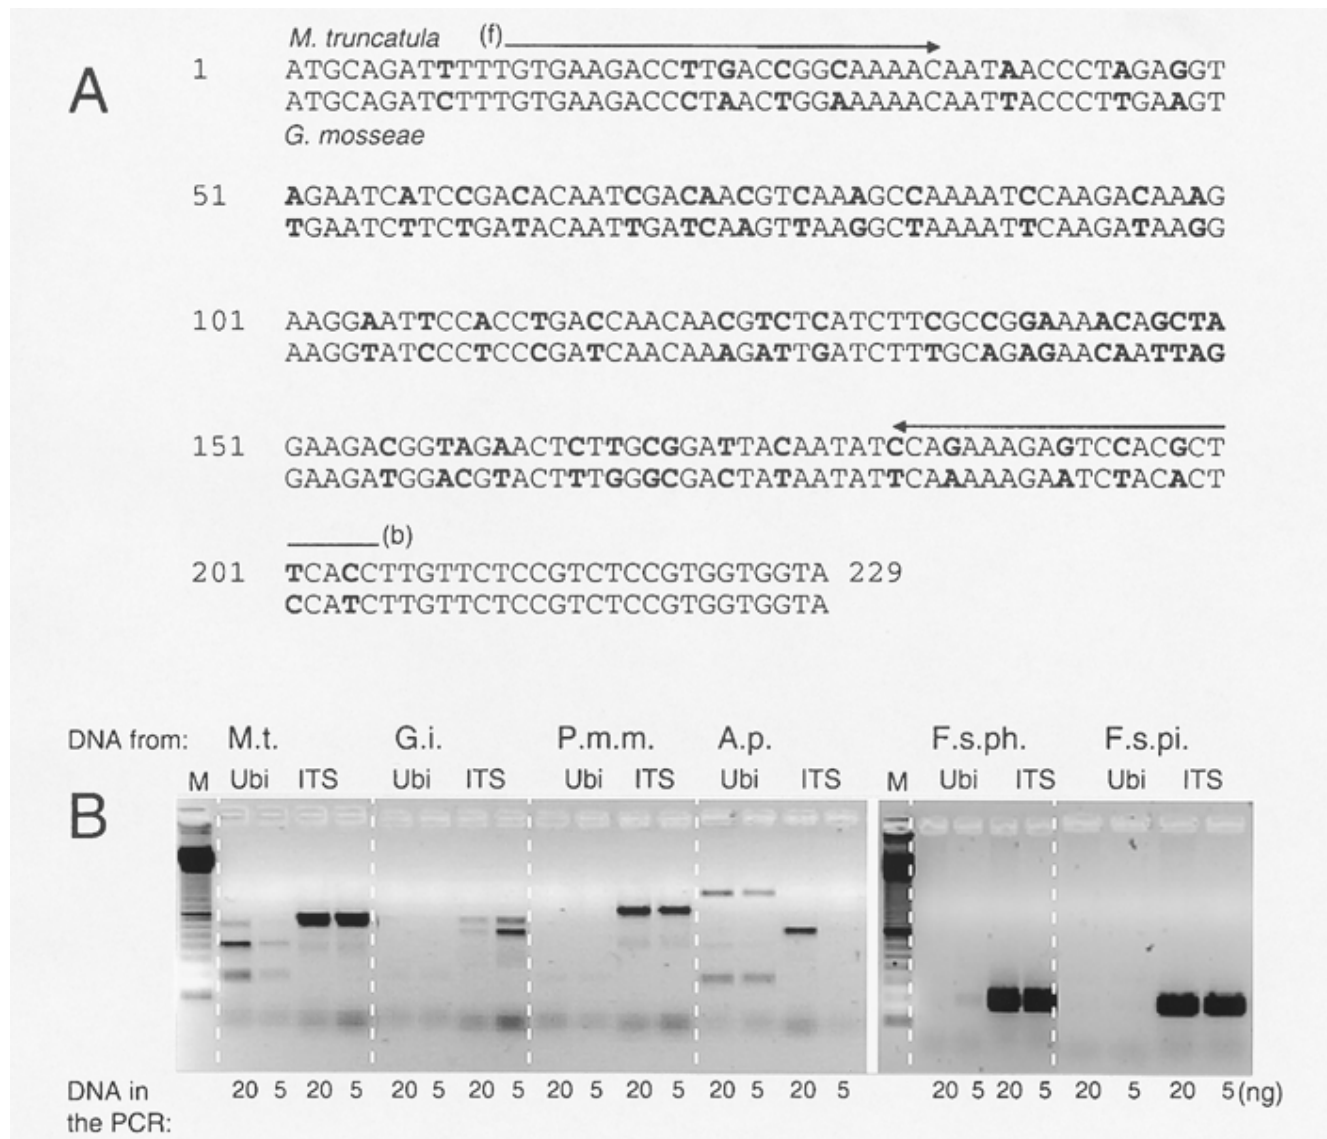 M. truncatula (f)
A 1 ATGCAGATTTTTGTGAAGACCTTGACCGGCAAAACAATAACCCTAGAGGT
ATGCAGATCTTTGTGAAGACCCTAACTGGAAAAACAATTACCCTTGAAGT
G. mosseae
51 AGAATCATCCGACACAATCGACAACGTCAAAGCCAAAATCCAAGACAAAG
TGAATCTTCTGATACAATTGATCAAGTTAAGGCTAAAATTCAAGATAAGG
101 AAGGAATTCCACCTGACCAACAACGTCTCATCTTCGCCGGAAAACAGCTA
AAGGTATCCCTCCCGATCAACAAAGATTGATCTTTGCAGAGAACAATTAG
151 GAAGACGGTAGAACTCTTGCGGATTACAATATCCAGAAAGAGTCCACGCT
GAAGATGGACGTACTTTGGGCGACTATAATATTCAAAAAGAATCTACACT
(b)
201 TCACCTTGTTCTCCGTCTCCGTGGTGGTA 229
CCATCTTGTTCTCCGTCTCCGTGGTGGTA
DNA from: M.t. G.i. P.m.m. A.p. F.s.ph. F.s.pi.
M Ubi ITS Ubi ITS Ubi ITS Ubi ITS M Ubi ITS Ubi ITS
B
DNA in 20 5 20 5 20 5 20 5 20 5 20 5 20 5 20 5 20 5 20 5 20 5 20 5 (ng)
the PCR: